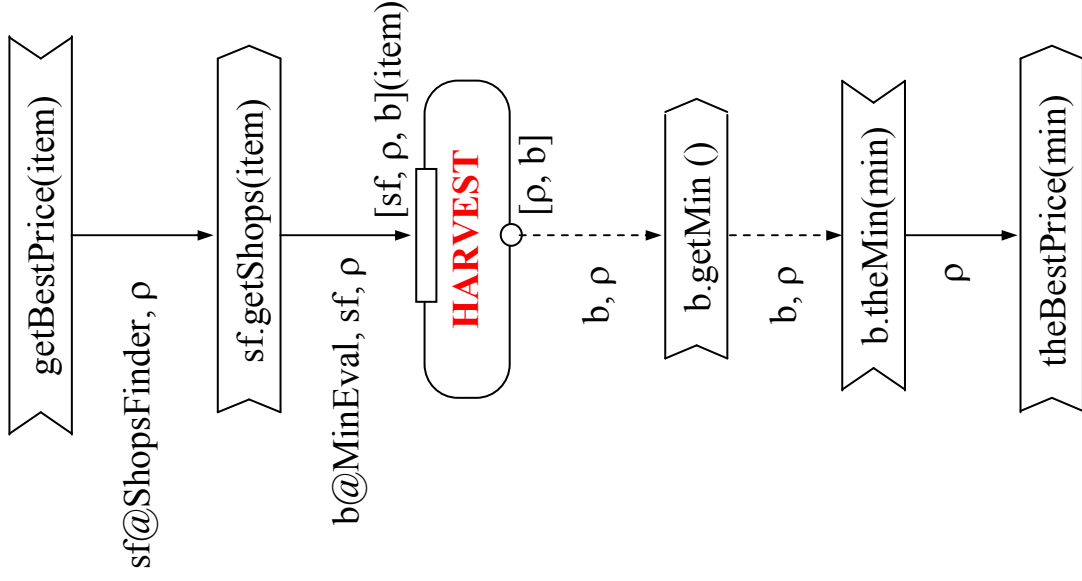 getBestPrice(item)
sf@ShopsFinder, ρ
sf.getShops(item)
b@MinEval, sf, ρ
[sf, ρ, b](item)
HARVEST
[ρ, b]
b, ρ
b.getMin ()
b, ρ
b.theMin(min)
ρ
theBestPrice(min)